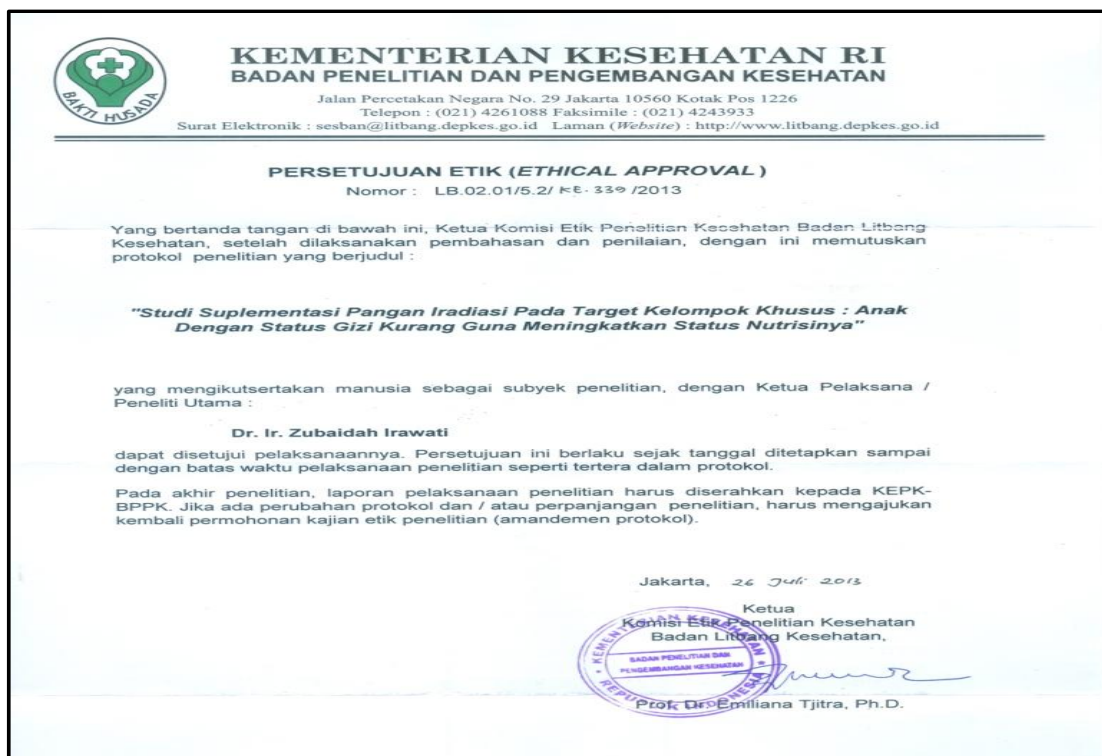 KEMENTERIAN KESEHATAN RI
BADAN PENELITIAN DAN PENGEMBANGAN KESEHATAN
Jalan Percetakan Negara No. 29 Jakarta 10560 Kotak Pos 1226
Telepon : (021) 4261088 Faksimile : (021) 4243933
Surat Elektronik : sesban@litbang.depkes.go.id Laman (Website) : http://www.litbang.depkes.go.id
BAKTI HUSADA
PERSETUJUAN ETIK (ETHICAL APPROVAL)
Nomor : LB.02.01/5.2/ KE.339 /2013
Yang bertanda tangan di bawah ini, Ketua Komisi Etik Penelitian Kesehatan Badan Litbang
Kesehatan, setelah dilaksanakan pembahasan dan penilaian, dengan ini memutuskan
protokol penelitian yang berjudul :
"Studi Suplementasi Pangan Iradiasi Pada Target Kelompok Khusus : Anak
Dengan Status Gizi Kurang Guna Meningkatkan Status Nutrisinya"
yang mengikutsertakan manusia sebagai subyek penelitian, dengan Ketua Pelaksana /
Peneliti Utama :
Dr. Ir. Zubaidah Irawati
dapat disetujui pelaksanaannya. Persetujuan ini berlaku sejak tanggal ditetapkan sampai
dengan batas waktu pelaksanaan penelitian seperti tertera dalam protokol.
Pada akhir penelitian, laporan pelaksanaan penelitian harus diserahkan kepada KEPK-
BPPK. Jika ada perubahan protokol dan / atau perpanjangan penelitian, harus mengajukan
kembali permohonan kajian etik penelitian (amandemen protokol).
Jakarta, 26 Juli 2013
Ketua
Komisi Etik Penelitian Kesehatan
Badan Litbang Kesehatan,
KEMENTERIAN KESEHATAN
BADAN PENELITIAN DAN
PENGEMBANGAN KESEHATAN
REPUBLIK INDONESIA
Prof. Dr. Emiliana Tjitra, Ph.D.